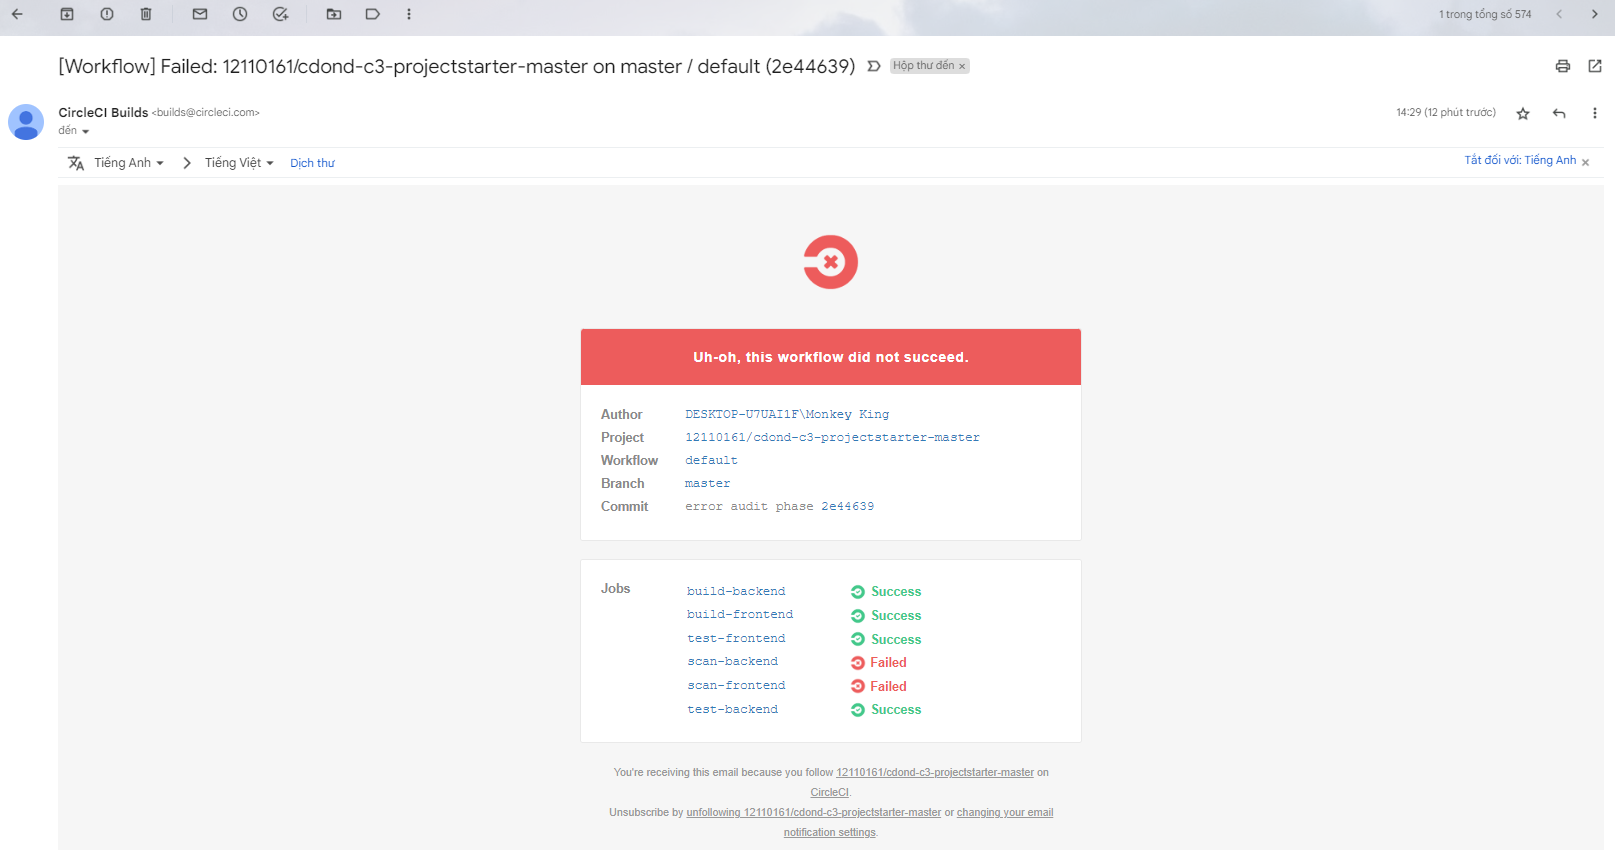 1 trong tổng số 574
[Workflow] Failed: 12110161/cdond-c3-projectstarter-master on master / default (2e44639) Hộp thư đến ×
CircleCI Builds <builds@circleci.com> 14:29 (12 phút trước)
đến
Tiếng Anh Tiếng Việt Dịch thư Tắt đối với: Tiếng Anh ×
Uh-oh, this workflow did not succeed.
Author DESKTOP-U7UAI1F\Monkey King
Project 12110161/cdond-c3-projectstarter-master
Workflow default
Branch master
Commit error audit phase 2e44639
Jobs build-backend Success
build-frontend Success
test-frontend Success
scan-backend Failed
scan-frontend Failed
test-backend Success
You're receiving this email because you follow 12110161/cdond-c3-projectstarter-master on
CircleCI.
Unsubscribe by unfollowing 12110161/cdond-c3-projectstarter-master or changing your email
notification settings.